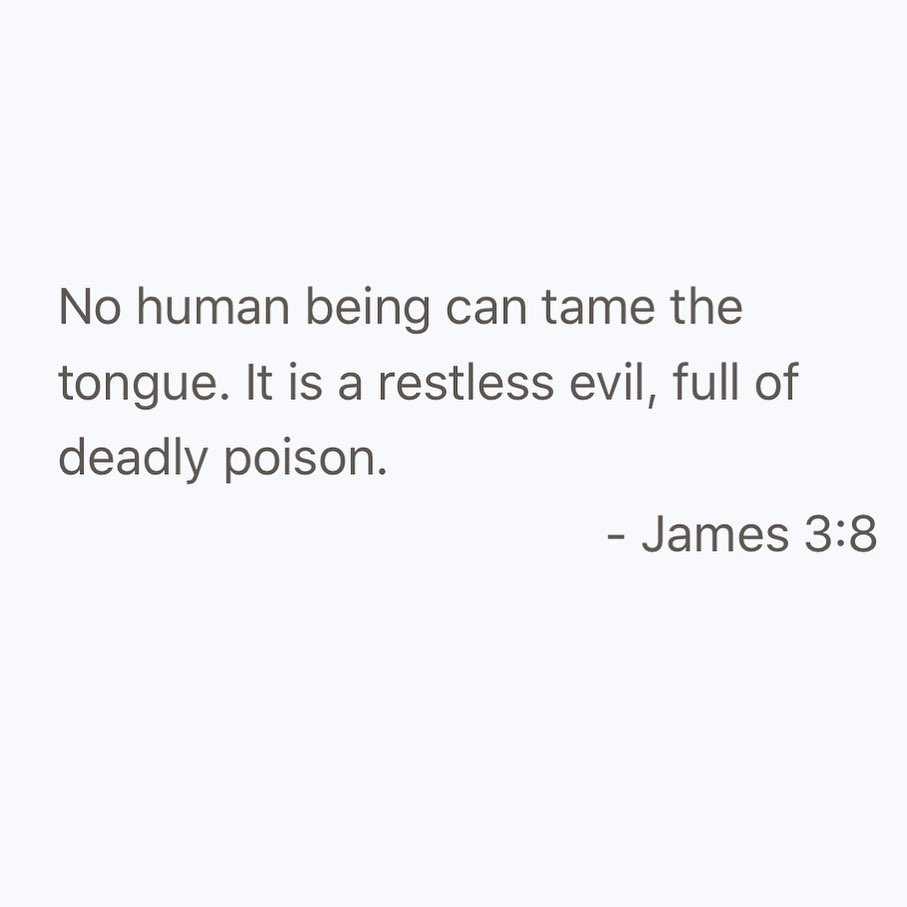 No human being can tame the
tongue. It is a restless evil, full of
deadly poison.
- James 3:8